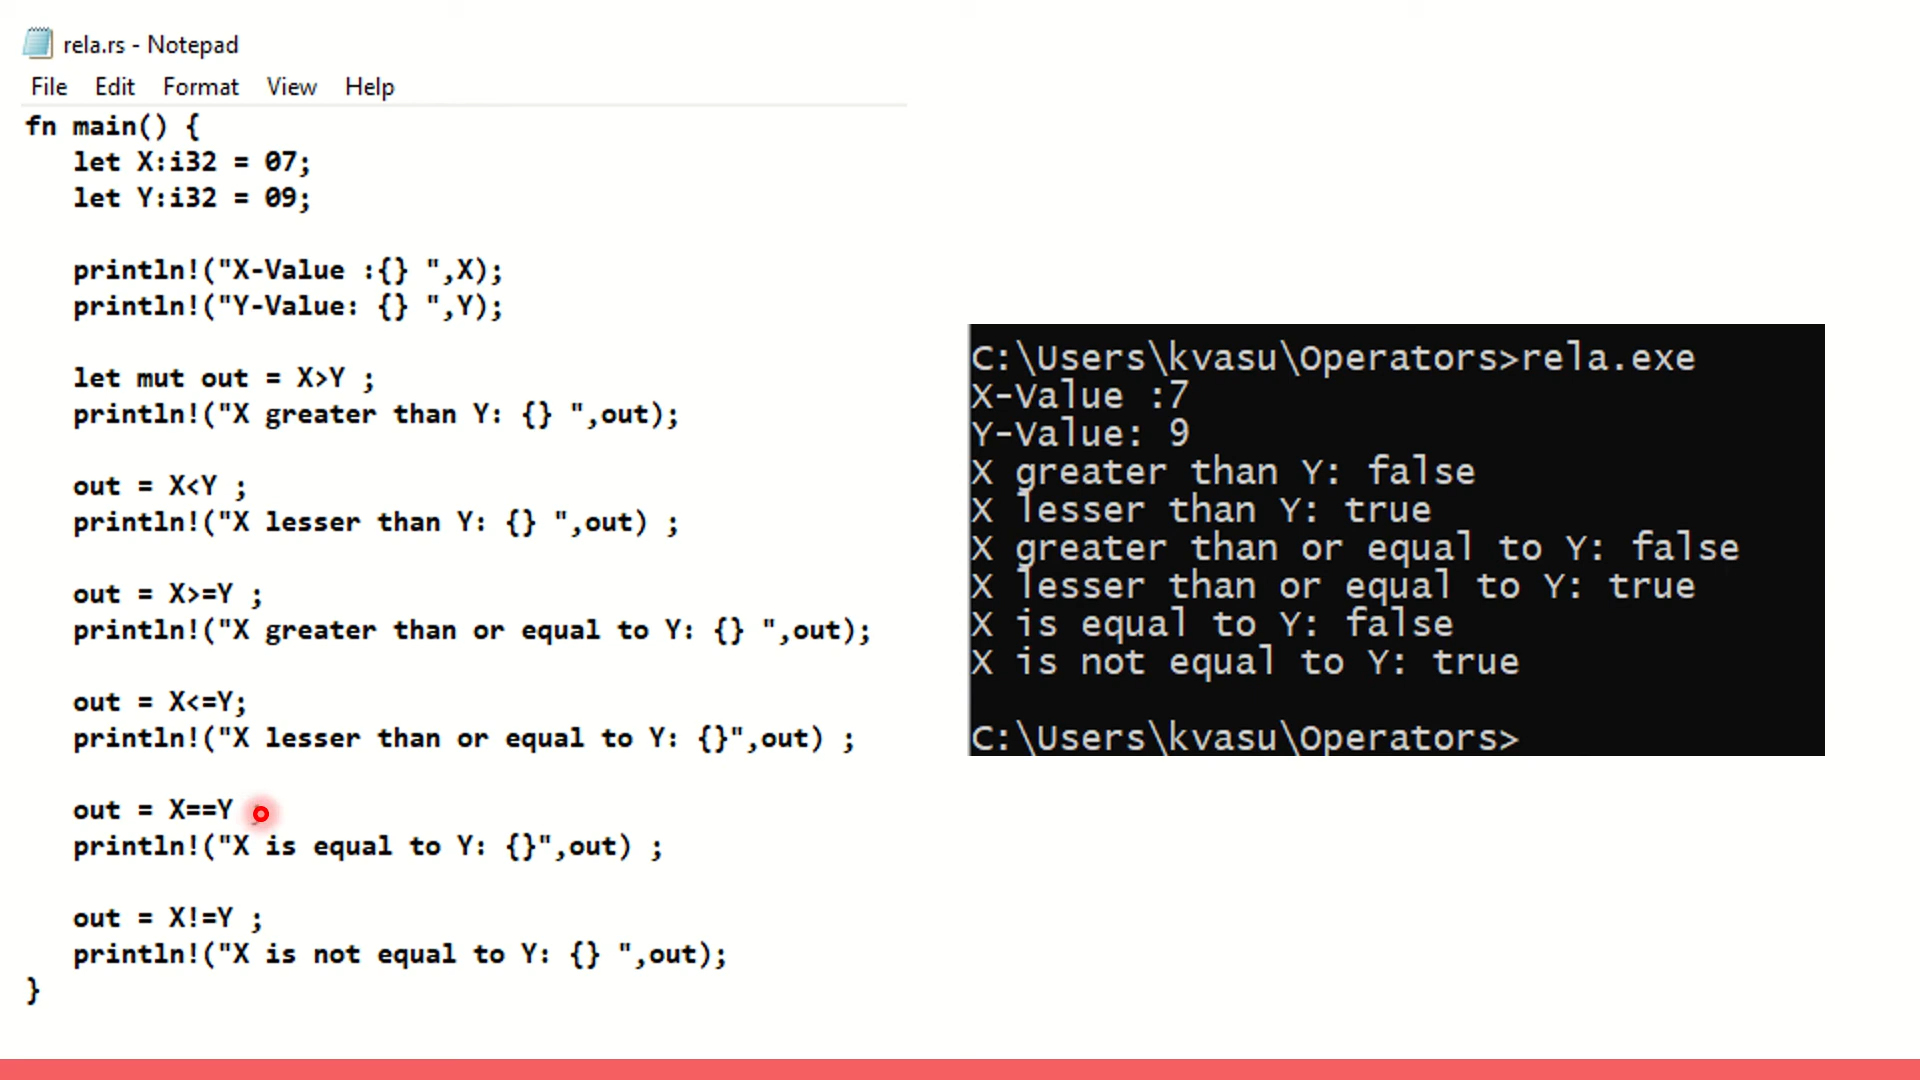 rela.rs - Notepad
File Edit Format View Help
fn main() {
let X:i32 = 07;
let Y:i32 = 09;
println!("X-Value :{} ",X);
println!("Y-Value: {} ",Y);
let mut out = X>Y ;
println!("X greater than Y: {} ",out);
out = X<Y ;
println!("X lesser than Y: {} ",out) ;
out = X>=Y ;
println!("X greater than or equal to Y: {} ",out);
out = X<=Y;
println!("X lesser than or equal to Y: {}",out) ;
out = X==Y ;
println!("X is equal to Y: {}",out) ;
out = X!=Y ;
println!("X is not equal to Y: {} ",out);
}
C:\Users\kvasu\Operators>rela.exe
X-Value :7
Y-Value: 9
X greater than Y: false
X lesser than Y: true
X greater than or equal to Y: false
X lesser than or equal to Y: true
X is equal to Y: false
X is not equal to Y: true
C:\Users\kvasu\Operators>